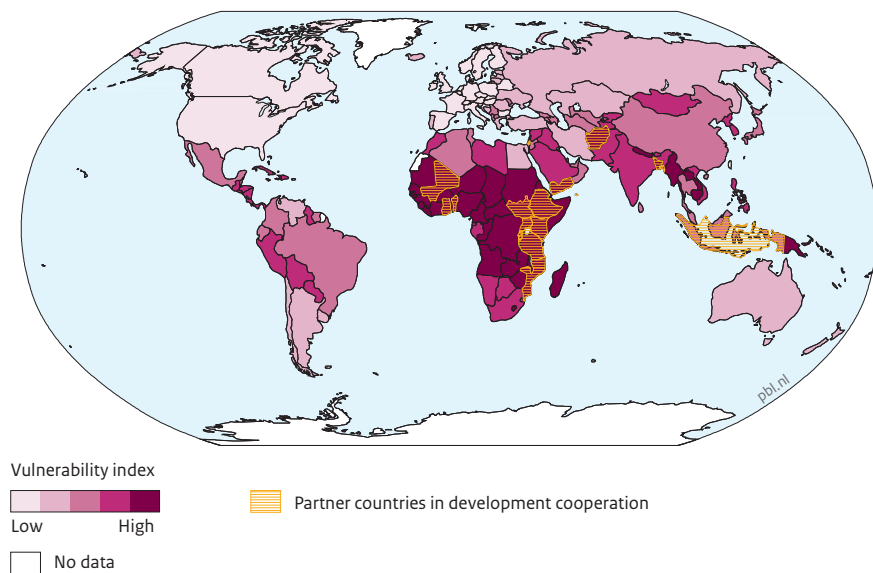 pbl.nl
Vulnerability index
Low High
No data
Partner countries in development cooperation